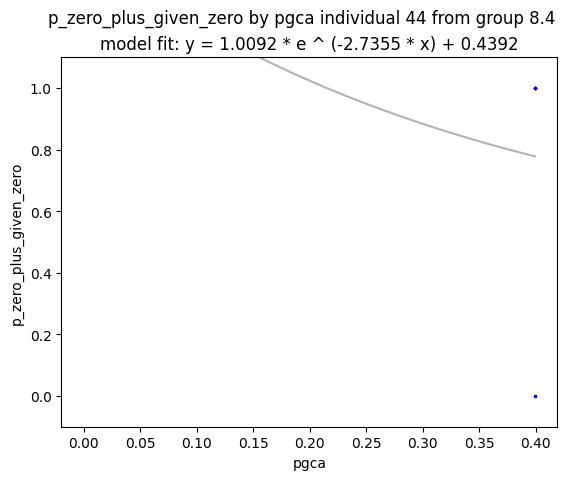 p_zero_plus_given_zero by pgca individual 44 from group 8.4
model fit: y = 1.0092 * e ^ (-2.7355 * x) + 0.4392
1.0
0.8
0.6
0.4
0.2
0.0
p_zero_plus_given_zero
0.00 0.05 0.10 0.15 0.20 0.25 0.30 0.35 0.40
pgca